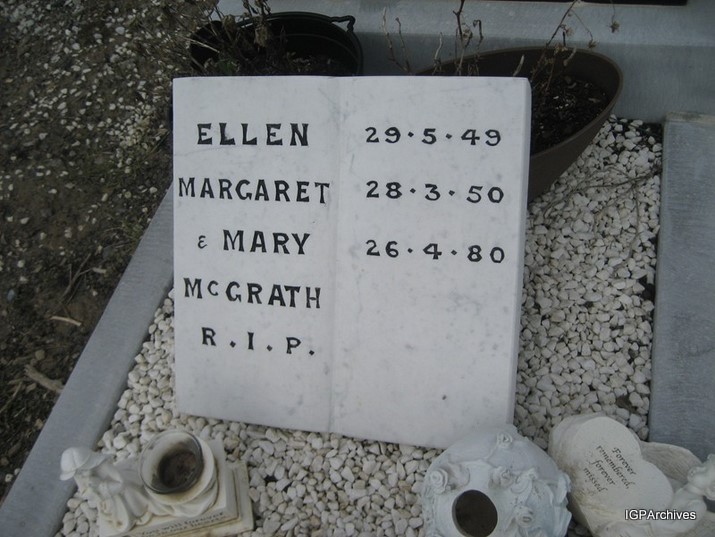 ELLEN 29·5·49
MARGARET 28·3·50
& MARY 26·4·80
McGRATH
R.I.P.
Forever
remembered,
forever
missed
IGPArchives